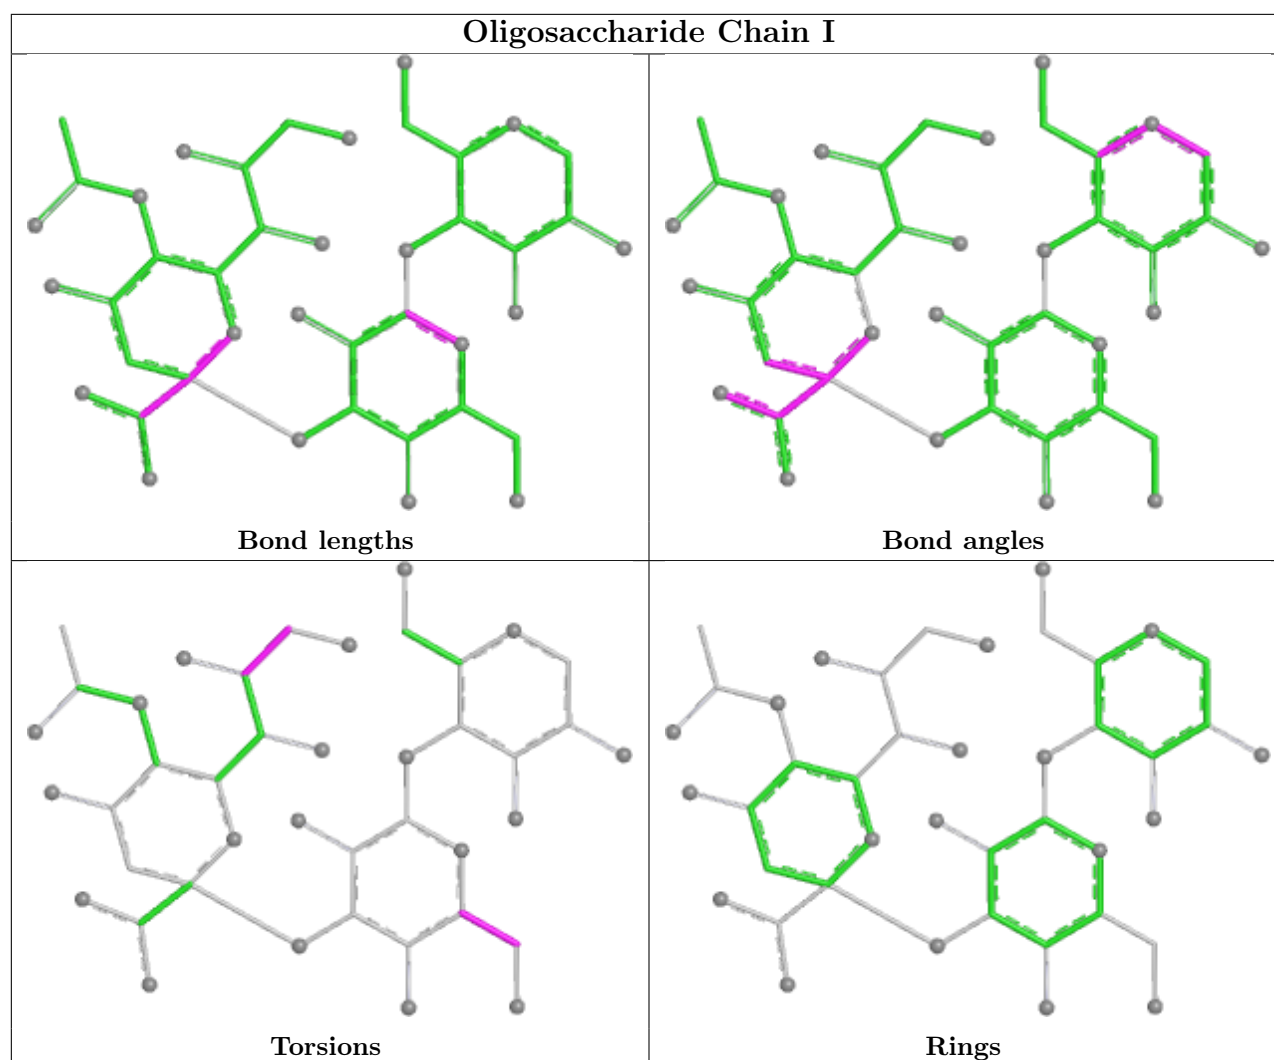 Oligosaccharide Chain I
Bond lengths
Bond angles
Torsions
Rings